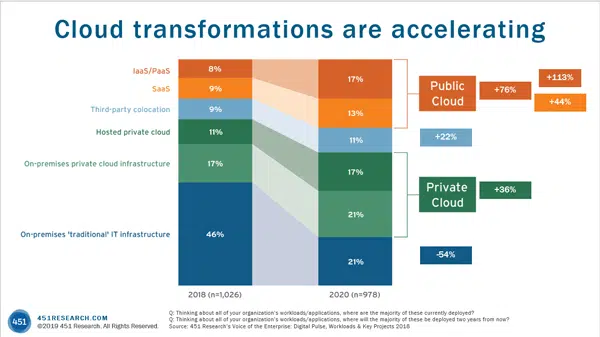 Cloud transformations are accelerating
IaaS/PaaS
8%
17%
SaaS
9%
13%
Third-party colocation
9%
11%
Hosted private cloud
11%
17%
On-premises private cloud infrastructure
17%
21%
On-premises 'traditional' IT infrastructure
46%
21%
Public
Cloud
+76%
+113%
+44%
+22%
Private
Cloud
+36%
-54%
2018 (n=1,026)
2020 (n=978)
451
451RESEARCH.COM
©2019 451 Research. All Rights Reserved.
Q: Thinking about all of your organization's workloads/applications, where are the majority of these currently deployed?
Q: Thinking about all of your organization's workloads/applications, where will the majority of these be deployed two years from now?
Source: 451 Research's Voice of the Enterprise: Digital Pulse, Workloads & Key Projects 2018